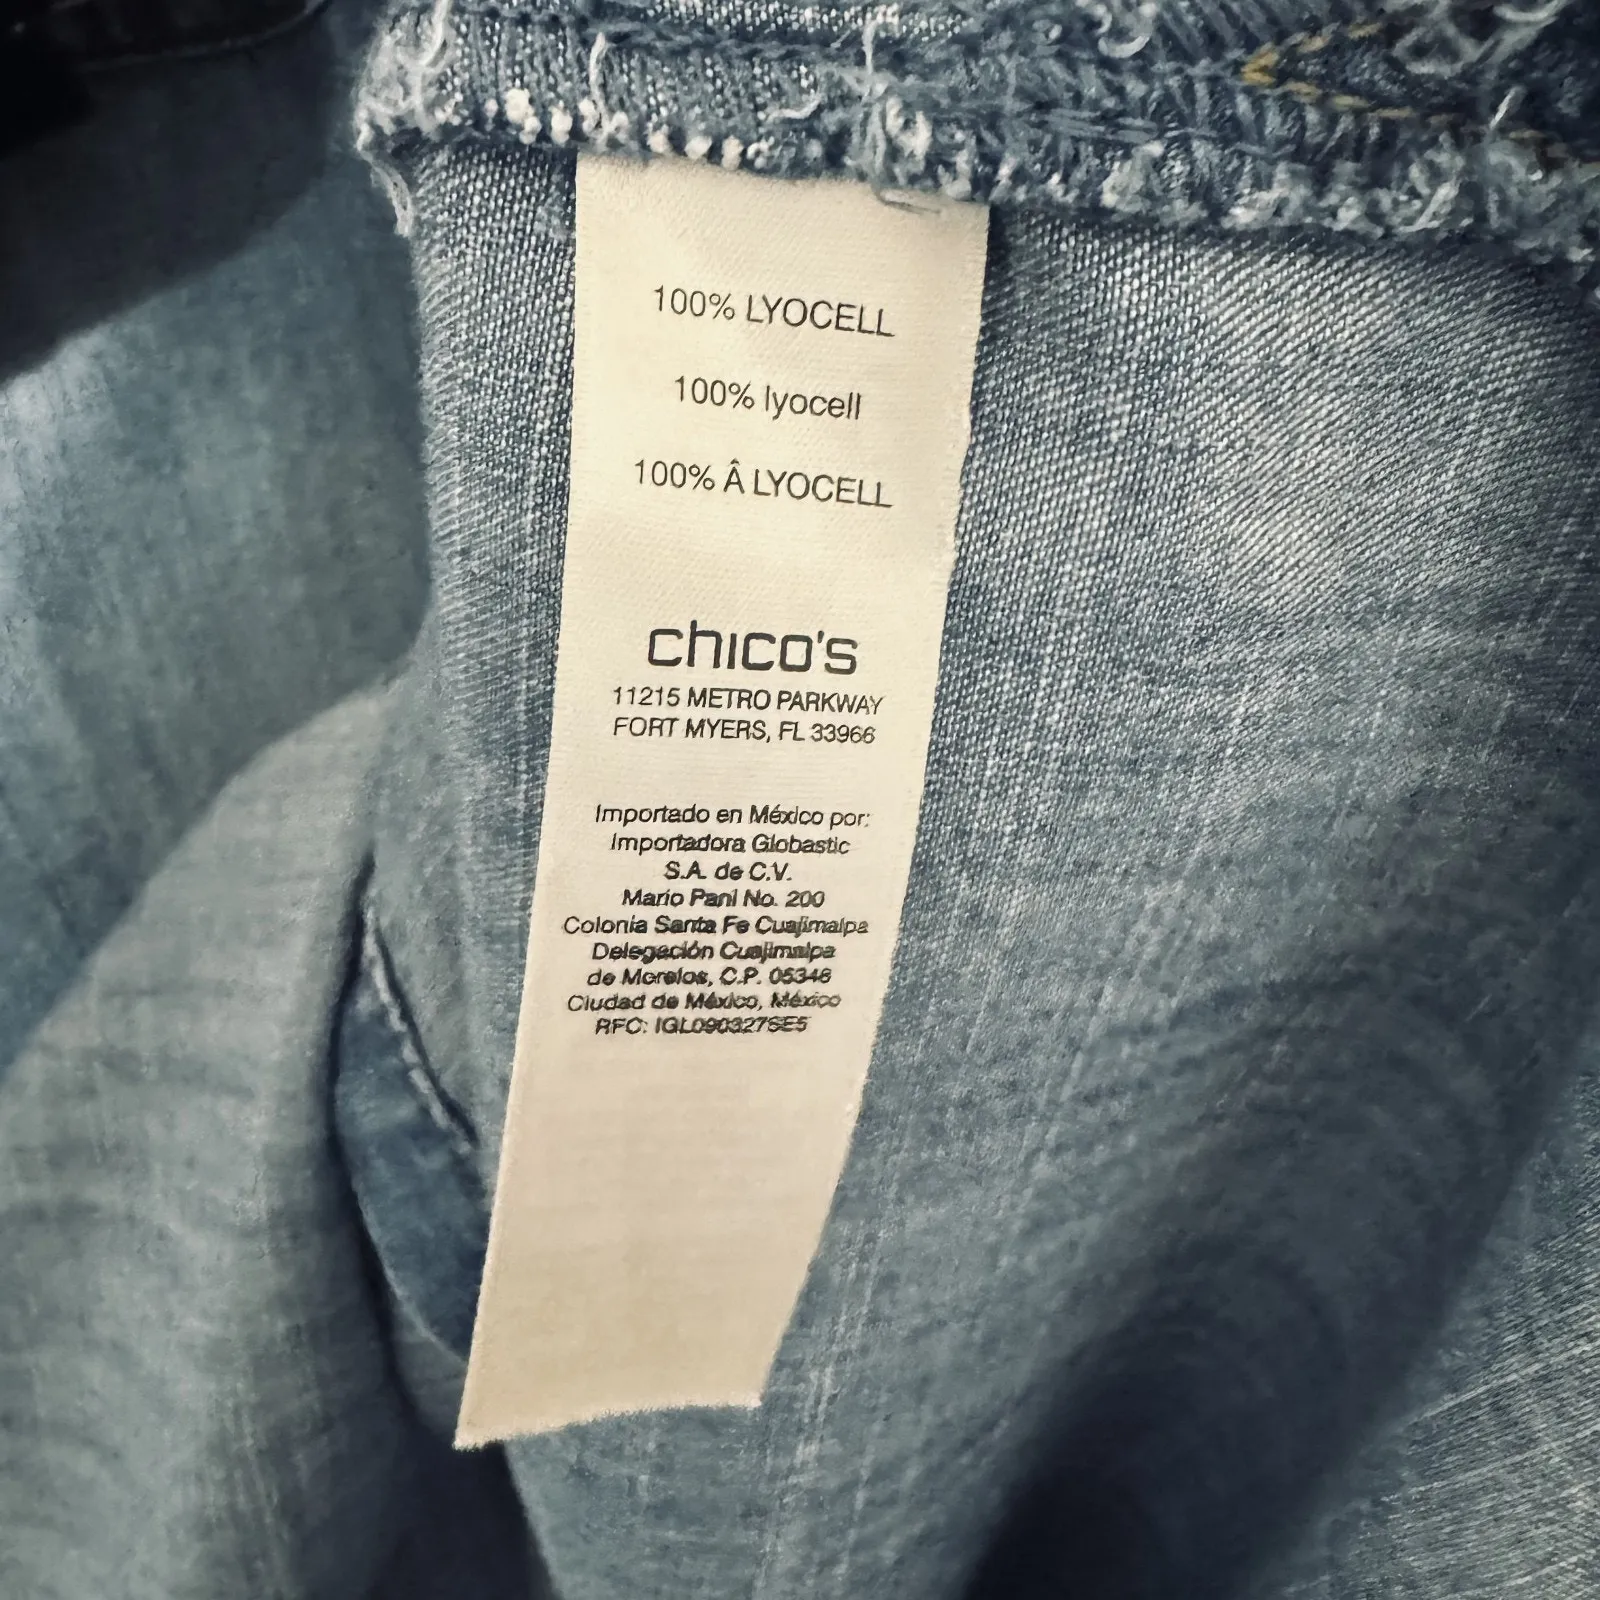 100% LYOCELL
100% lyocell
100% Â LYOCELL
chico's
11215 METRO PARKWAY
FORT MYERS, FL 33966
Importado en México por:
Importadora Globastic
S.A. de C.V.
Mario Pani No. 200
Colonia Santa Fe Cuajimalpa
Delegación Cuajimalpa
de Morelos, C.P. 05348
Ciudad de México, México
RFC: IGL090327SE5